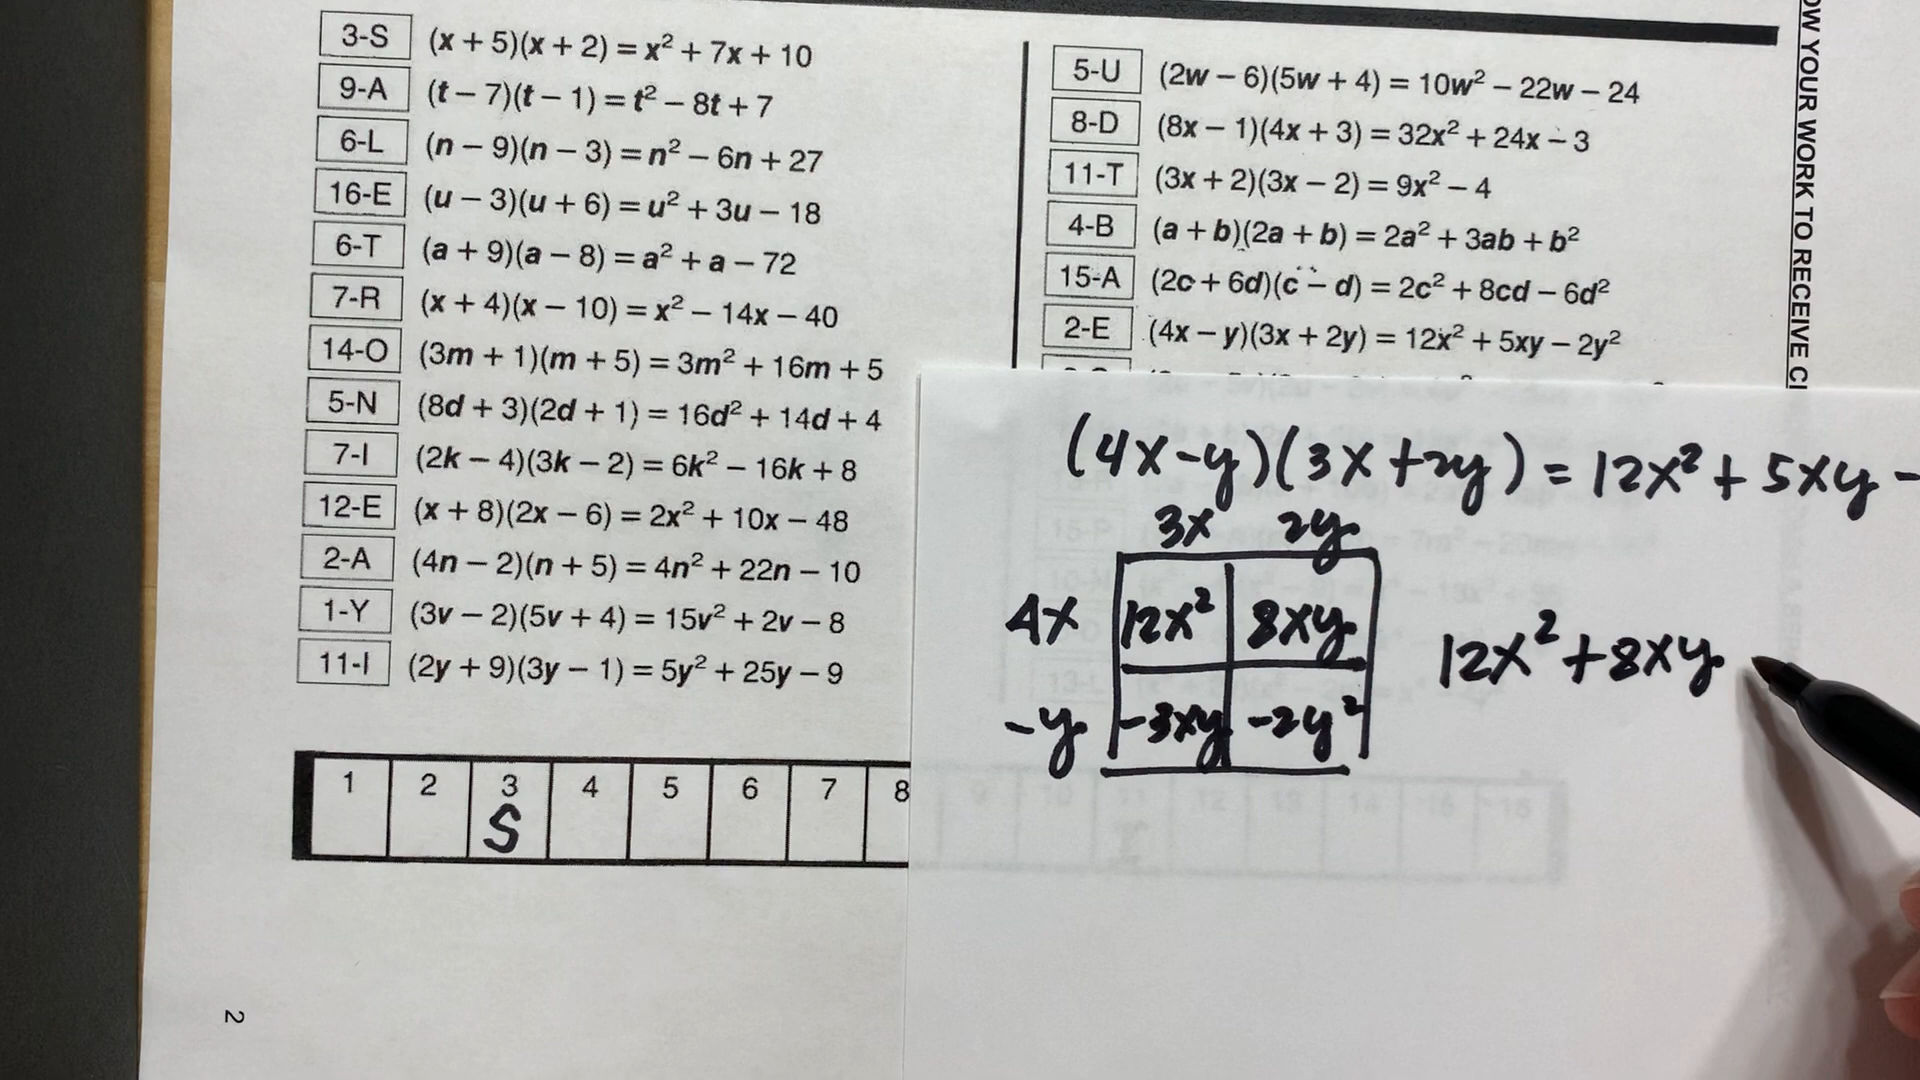 3-S (x + 5)(x + 2) = x² + 7x + 10
9-A (t – 7)(t – 1) = t² – 8t + 7
6-L (n – 9)(n – 3) = n² – 6n + 27
16-E (u – 3)(u + 6) = u² + 3u – 18
6-T (a + 9)(a – 8) = a² + a – 72
7-R (x + 4)(x – 10) = x² – 14x – 40
14-O (3m + 1)(m + 5) = 3m² + 16m + 5
5-N (8d + 3)(2d + 1) = 16d² + 14d + 4
7-I (2k – 4)(3k – 2) = 6k² – 16k + 8
12-E (x + 8)(2x – 6) = 2x² + 10x – 48
2-A (4n – 2)(n + 5) = 4n² + 22n – 10
1-Y (3v – 2)(5v + 4) = 15v² + 2v – 8
11-I (2y + 9)(3y – 1) = 5y² + 25y – 9
5-U (2w – 6)(5w + 4) = 10w² – 22w – 24
8-D (8x – 1)(4x + 3) = 32x² + 24x – 3
11-T (3x + 2)(3x – 2) = 9x² – 4
4-B (a + b)(2a + b) = 2a² + 3ab + b²
15-A (2c + 6d)(c – d) = 2c² + 8cd – 6d²
2-E (4x – y)(3x + 2y) = 12x² + 5xy – 2y²
OW YOUR WORK TO RECEIVE C
(4x-y)(3x+2y) = 12x² + 5xy -
3x 2y
4x 12x² 8xy
12x² + 8xy
-y -3xy -2y²
1 2 3 4 5 6 7 8
S
2